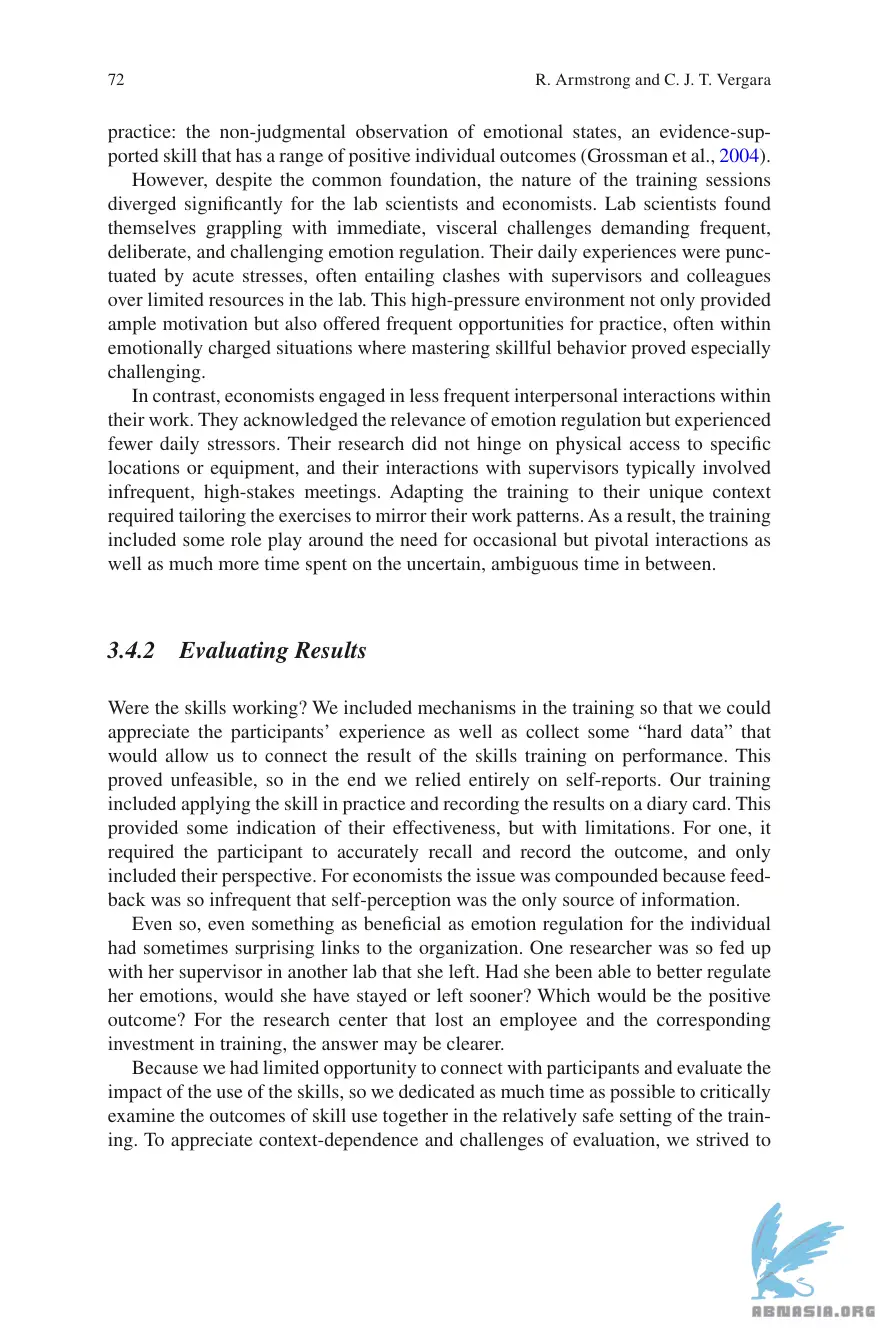 72
R. Armstrong and C. J. T. Vergara
practice: the non-judgmental observation of emotional states, an evidence-sup-
ported skill that has a range of positive individual outcomes (Grossman et al., 2004).
However, despite the common foundation, the nature of the training sessions
diverged significantly for the lab scientists and economists. Lab scientists found
themselves grappling with immediate, visceral challenges demanding frequent,
deliberate, and challenging emotion regulation. Their daily experiences were punc-
tuated by acute stresses, often entailing clashes with supervisors and colleagues
over limited resources in the lab. This high-pressure environment not only provided
ample motivation but also offered frequent opportunities for practice, often within
emotionally charged situations where mastering skillful behavior proved especially
challenging.
In contrast, economists engaged in less frequent interpersonal interactions within
their work. They acknowledged the relevance of emotion regulation but experienced
fewer daily stressors. Their research did not hinge on physical access to specific
locations or equipment, and their interactions with supervisors typically involved
infrequent, high-stakes meetings. Adapting the training to their unique context
required tailoring the exercises to mirror their work patterns. As a result, the training
included some role play around the need for occasional but pivotal interactions as
well as much more time spent on the uncertain, ambiguous time in between.
3.4.2 Evaluating Results
Were the skills working? We included mechanisms in the training so that we could
appreciate the participants’ experience as well as collect some “hard data” that
would allow us to connect the result of the skills training on performance. This
proved unfeasible, so in the end we relied entirely on self-reports. Our training
included applying the skill in practice and recording the results on a diary card. This
provided some indication of their effectiveness, but with limitations. For one, it
required the participant to accurately recall and record the outcome, and only
included their perspective. For economists the issue was compounded because feed-
back was so infrequent that self-perception was the only source of information.
Even so, even something as beneficial as emotion regulation for the individual
had sometimes surprising links to the organization. One researcher was so fed up
with her supervisor in another lab that she left. Had she been able to better regulate
her emotions, would she have stayed or left sooner? Which would be the positive
outcome? For the research center that lost an employee and the corresponding
investment in training, the answer may be clearer.
Because we had limited opportunity to connect with participants and evaluate the
impact of the use of the skills, so we dedicated as much time as possible to critically
examine the outcomes of skill use together in the relatively safe setting of the train-
ing. To appreciate context-dependence and challenges of evaluation, we strived to
ABNASIA.ORG